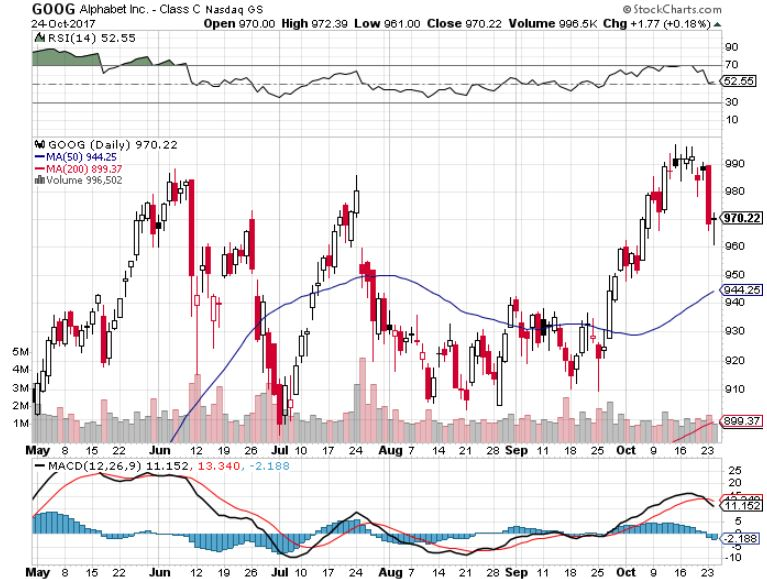 GOOG Alphabet Inc. - Class C Nasdaq GS © StockCharts.com
24-Oct-2017 Open 970.00 High 972.39 Low 961.00 Close 970.22 Volume 996.5K Chg +1.77 (+0.18%)
RSI(14) 52.55
90
70
52.55
30
10
GOOG (Daily) 970.22
MA(50) 944.25
MA(200) 899.37
Volume 996,502
990
980
970.22
960
950
944.25
940
930
920
910
899.37
5M
4M
3M
2M
1M
May 8 15 22 Jun 12 19 26 Jul 10 17 24 Aug 7 14 21 28 Sep 11 18 25 Oct 9 16 23
MACD(12,26,9) 11.152, 13.340, -2.188
25
20
15
11.152
5
-2.188
-5
-10
May 8 15 22 Jun 12 19 26 Jul 10 17 24 Aug 7 14 21 28 Sep 11 18 25 Oct 9 16 23